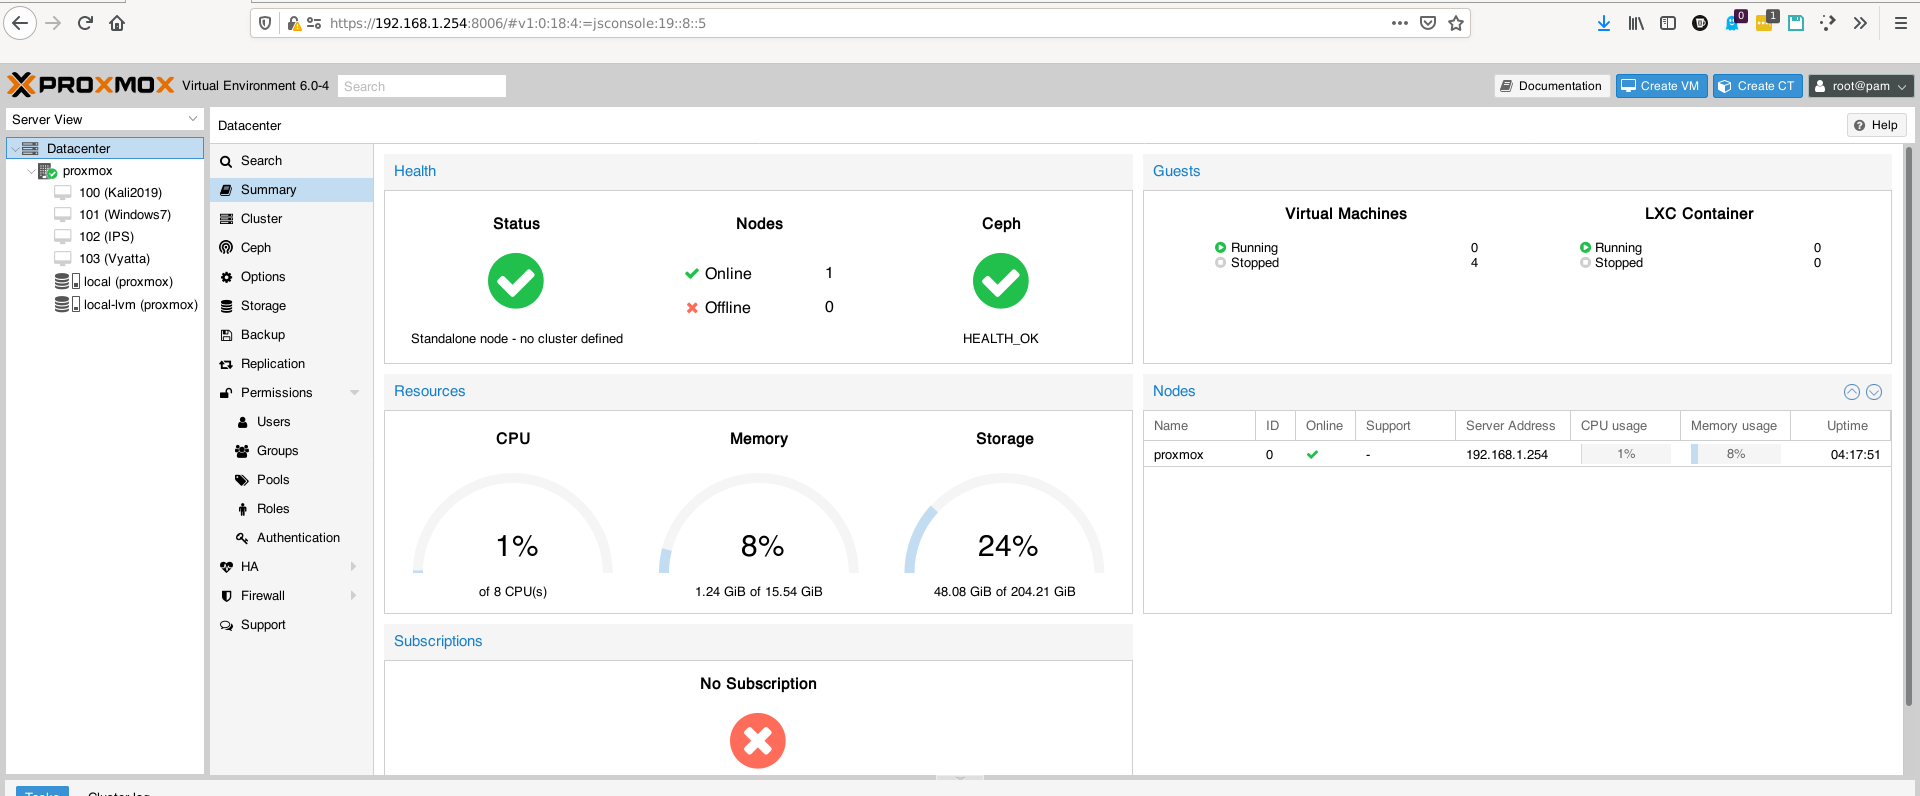 https://192.168.1.254:8006/#v1:0:18:4:=jsconsole:19::8::5
0
1
PROXMOX Virtual Environment 6.0-4 Search
Documentation Create VM Create CT root@pam
Server View
Datacenter
proxmox
100 (Kali2019)
101 (Windows7)
102 (IPS)
103 (Vyatta)
local (proxmox)
local-lvm (proxmox)
Datacenter
Help
Search
Summary
Cluster
Ceph
Options
Storage
Backup
Replication
Permissions
Users
Groups
Pools
Roles
Authentication
HA
Firewall
Support
Health
Status Nodes Ceph
Online 1
Offline 0
Standalone node - no cluster defined
HEALTH_OK
Guests
Virtual Machines LXC Container
Running 0 Running 0
Stopped 4 Stopped 0
Resources
CPU Memory Storage
1% 8% 24%
of 8 CPU(s) 1.24 GiB of 15.54 GiB 48.08 GiB of 204.21 GiB
Nodes
Name ID Online Support Server Address CPU usage Memory usage Uptime
proxmox 0 - 192.168.1.254 1% 8% 04:17:51
Subscriptions
No Subscription
Tasks Cluster log